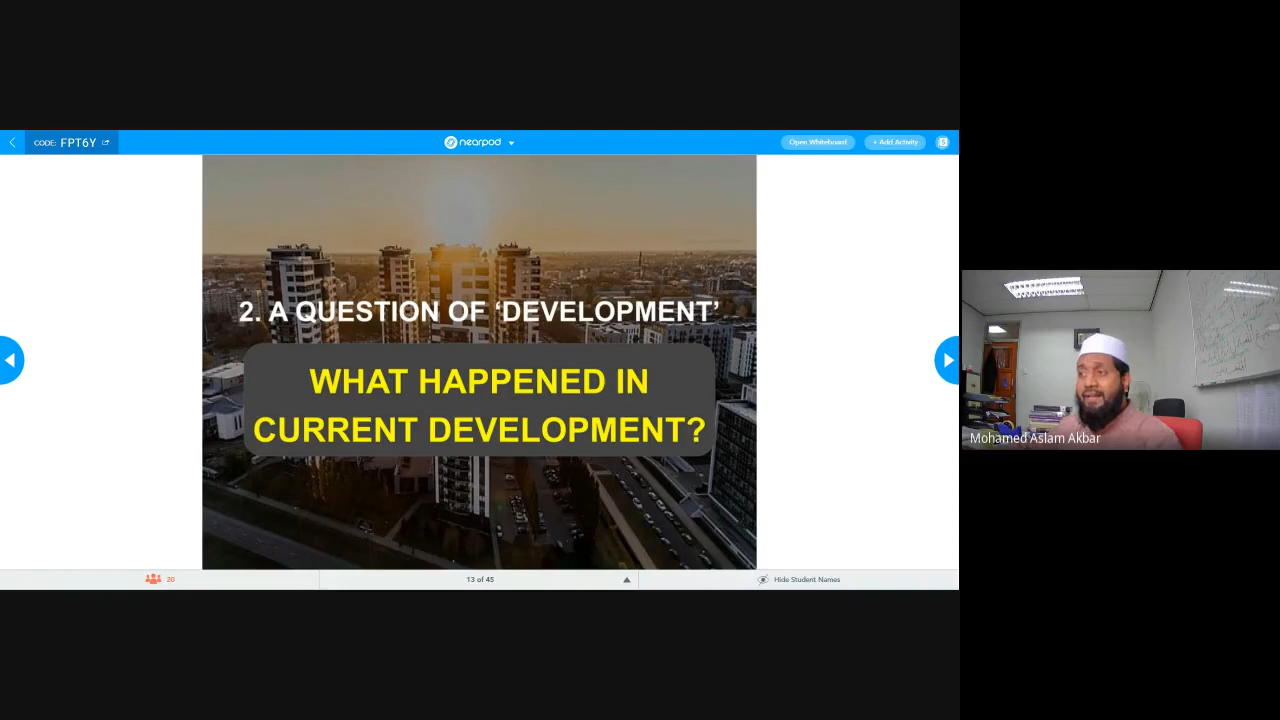 CODE: FPT6Y
nearpod
Open Whiteboard
+ Add Activity
2. A QUESTION OF ‘DEVELOPMENT’
WHAT HAPPENED IN
CURRENT DEVELOPMENT?
Mohamed Aslam Akbar
20
13 of 45
Hide Student Names